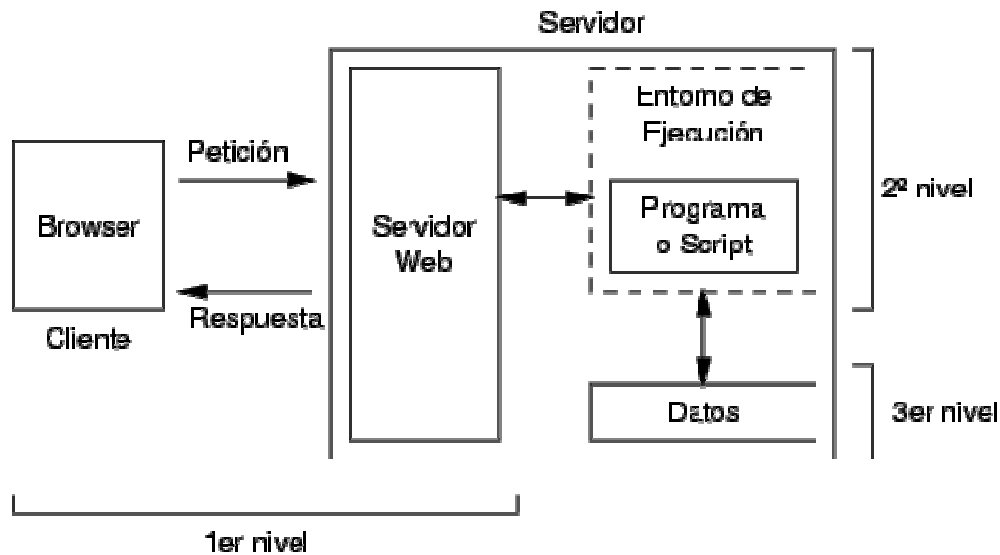 Servidor
Entorno de
Ejecución
Petición
2º nivel
Programa
o Script
Browser
Servidor
Web
Respuesta
Cliente
Datos
3er nivel
1er nivel